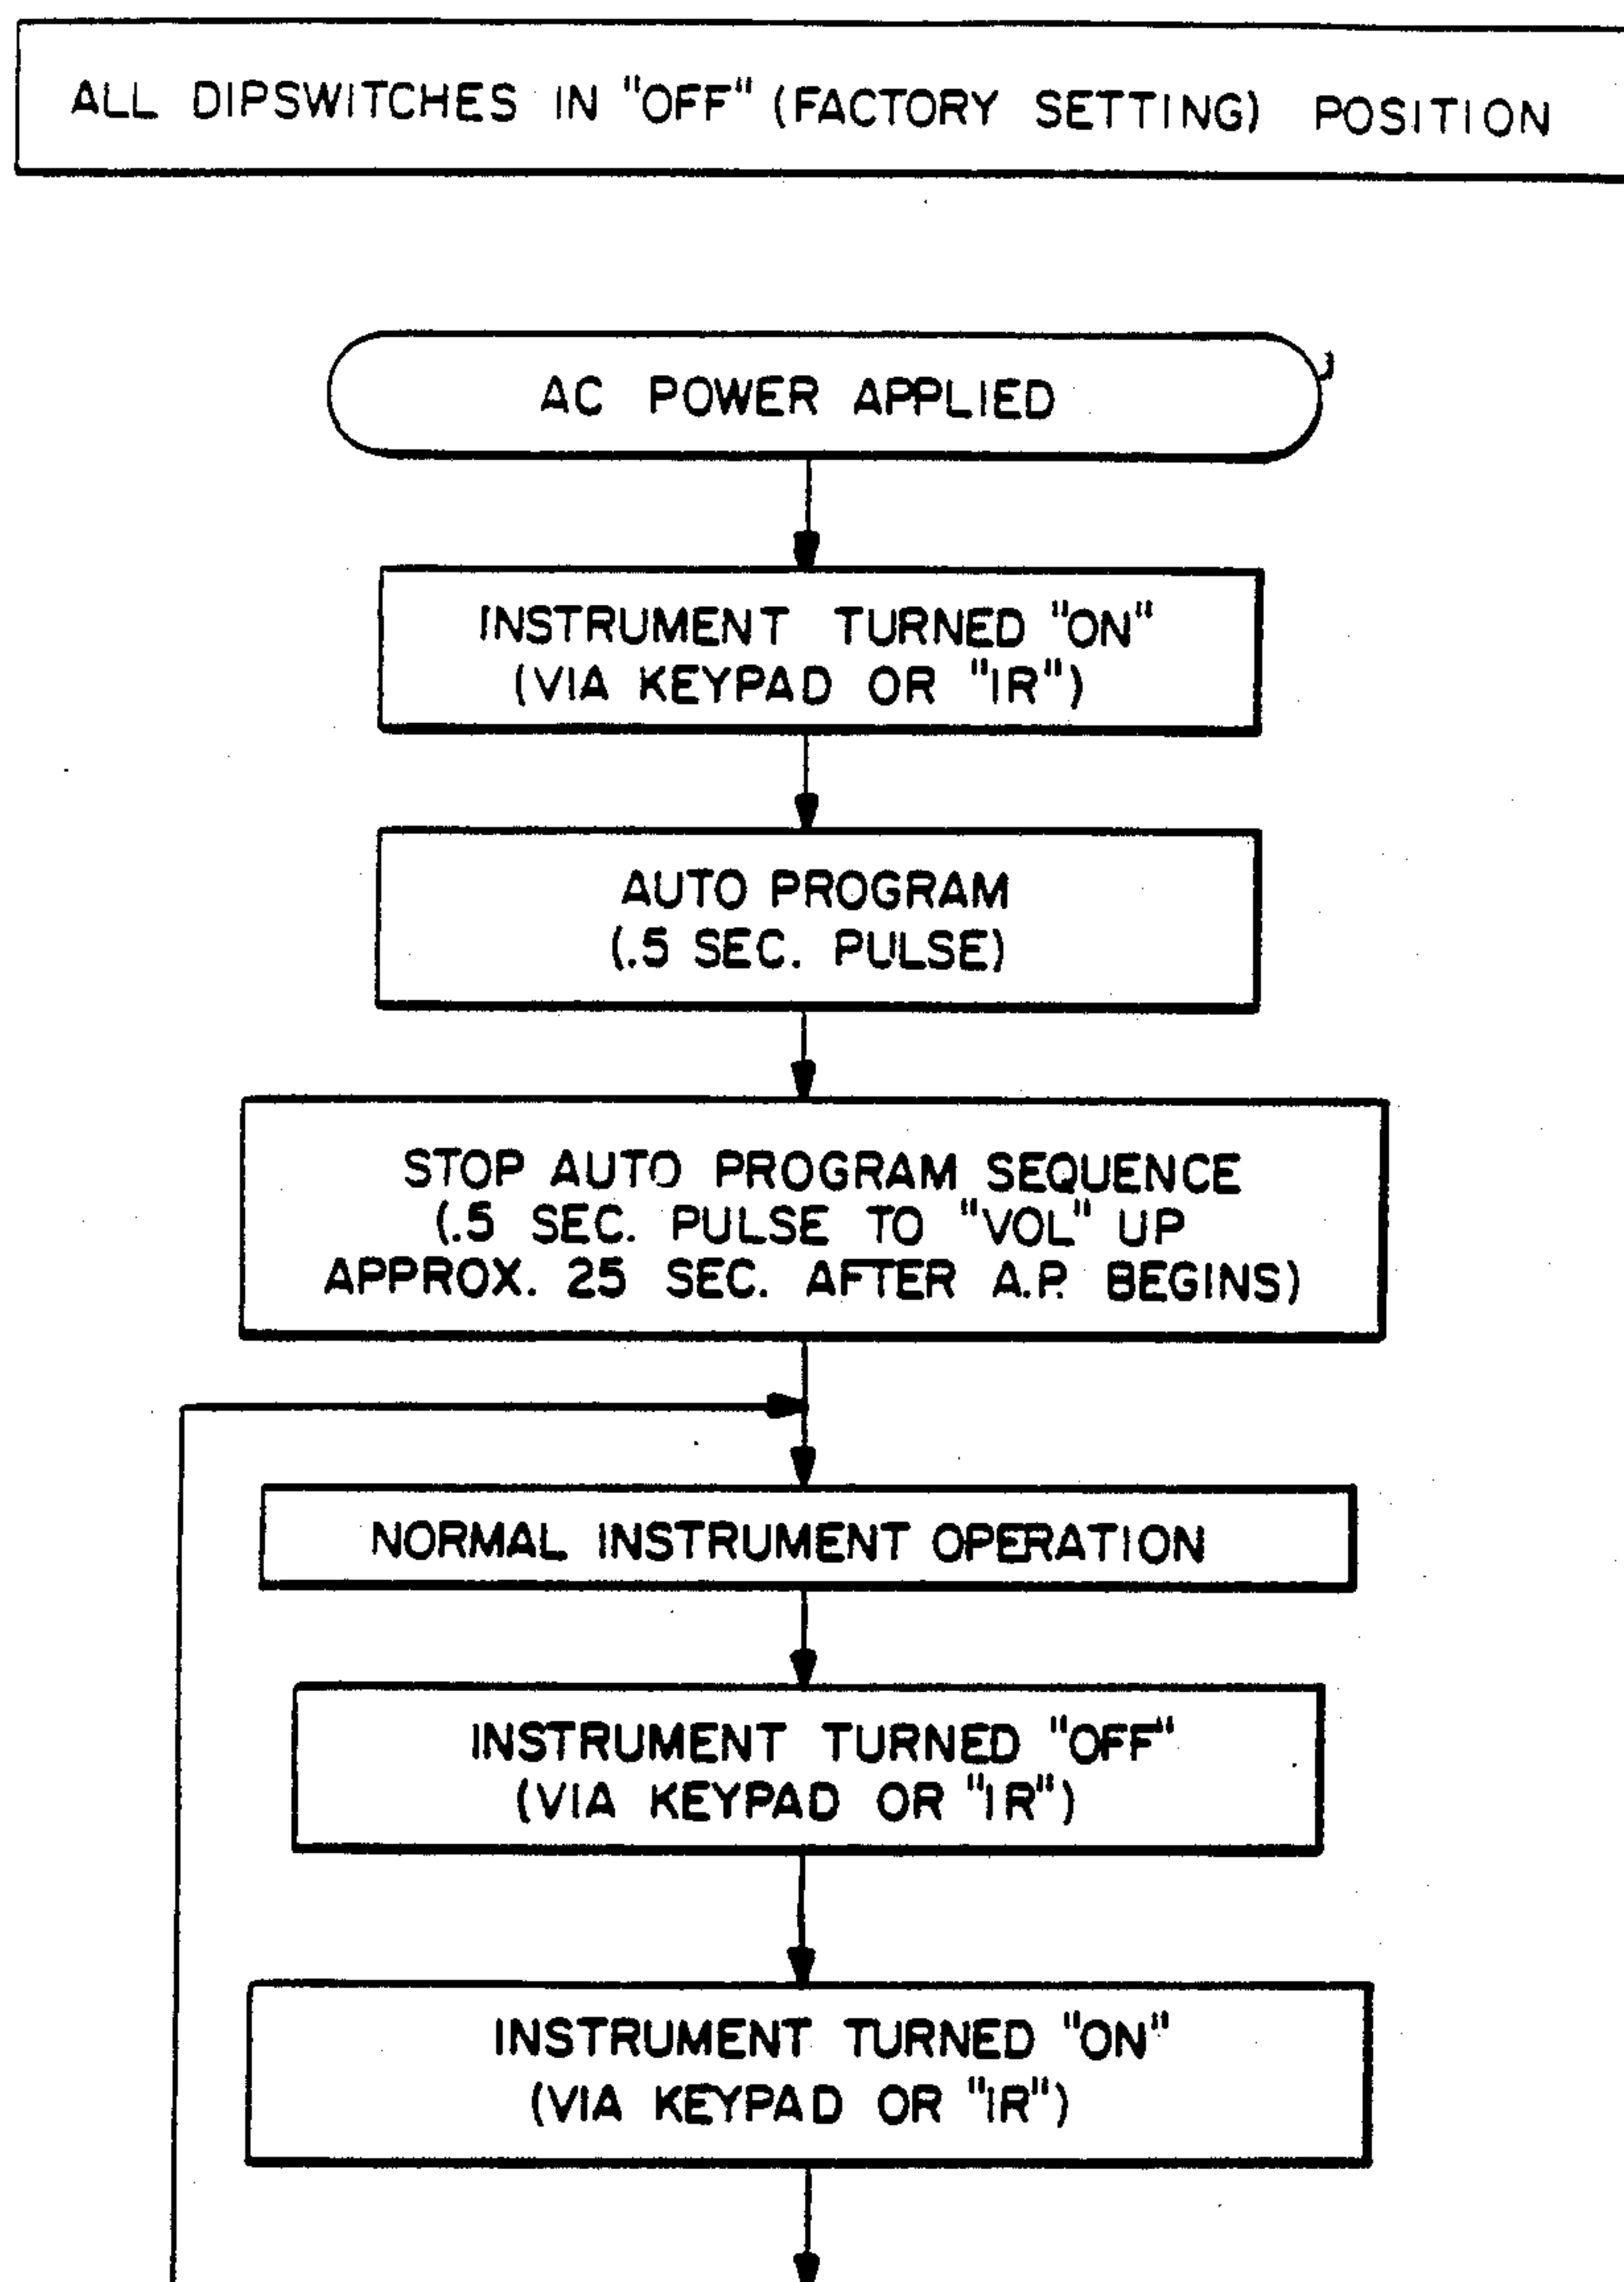 ALL DIPSWITCHES IN "OFF" (FACTORY SETTING) POSITION
AC POWER APPLIED
INSTRUMENT TURNED "ON"
(VIA KEYPAD OR "IR")
AUTO PROGRAM
(.5 SEC. PULSE)
STOP AUTO PROGRAM SEQUENCE
(.5 SEC. PULSE TO "VOL" UP
APPROX. 25 SEC. AFTER A.P. BEGINS)
NORMAL INSTRUMENT OPERATION
INSTRUMENT TURNED "OFF"
(VIA KEYPAD OR "IR")
INSTRUMENT TURNED "ON"
(VIA KEYPAD OR "IR")